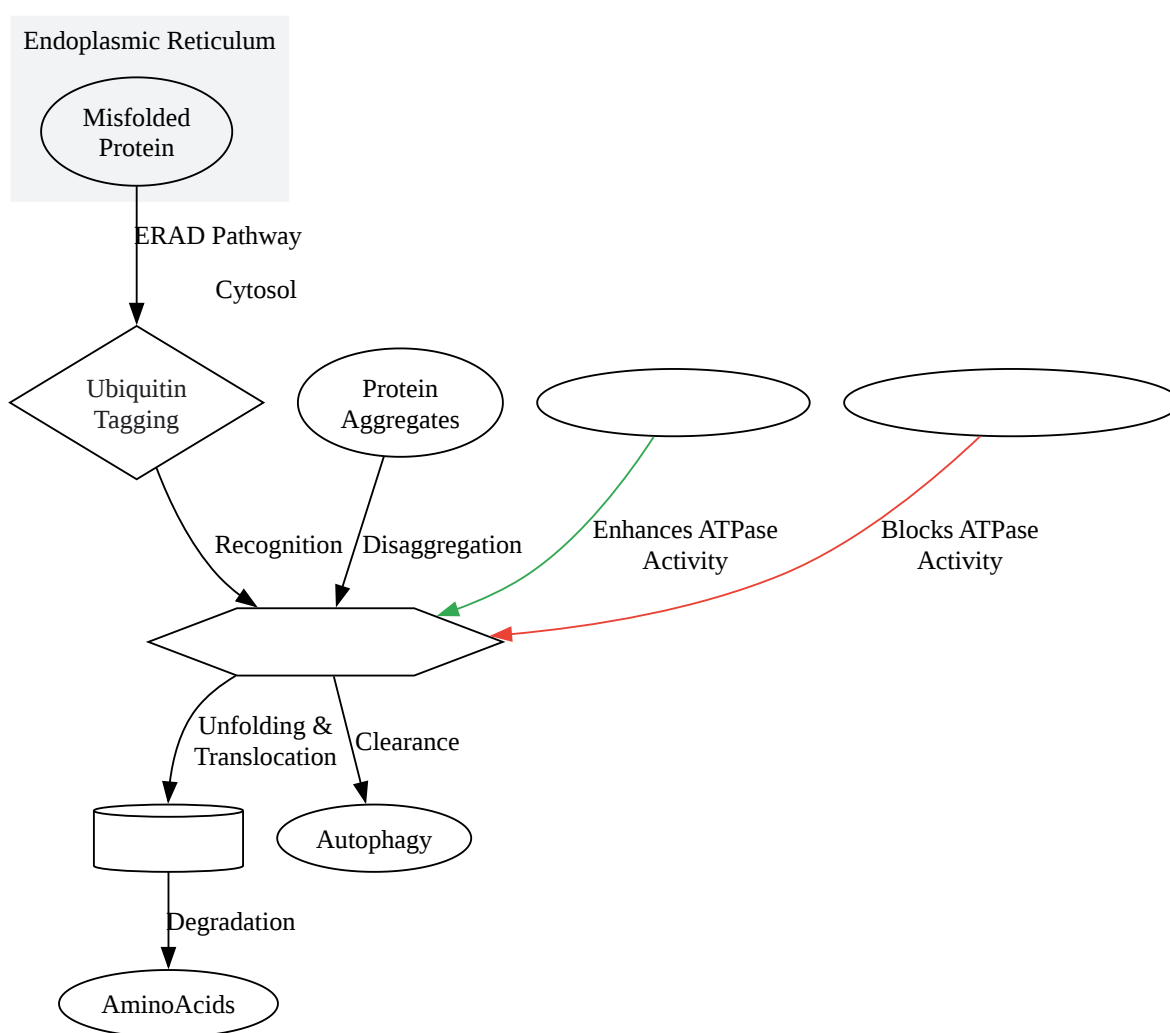 Endoplasmic Reticulum
Misfolded
Protein
ERAD Pathway
Cytosol
Ubiquitin
Tagging
Protein
Aggregates
Recognition
Disaggregation
Enhances ATPase
Activity
Blocks ATPase
Activity
Unfolding &
Translocation
Clearance
Autophagy
Degradation
AminoAcids